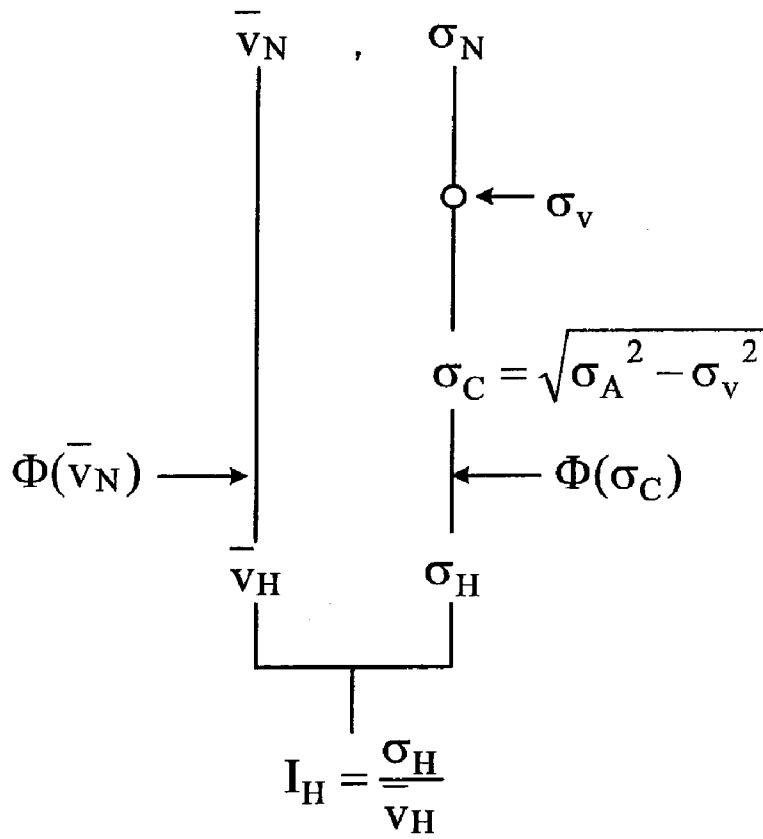 v̄N , σN
σv
σC = √(σA² − σv²)
Φ(v̄N) Φ(σC)
v̄H σH
IH = σH / v̄H